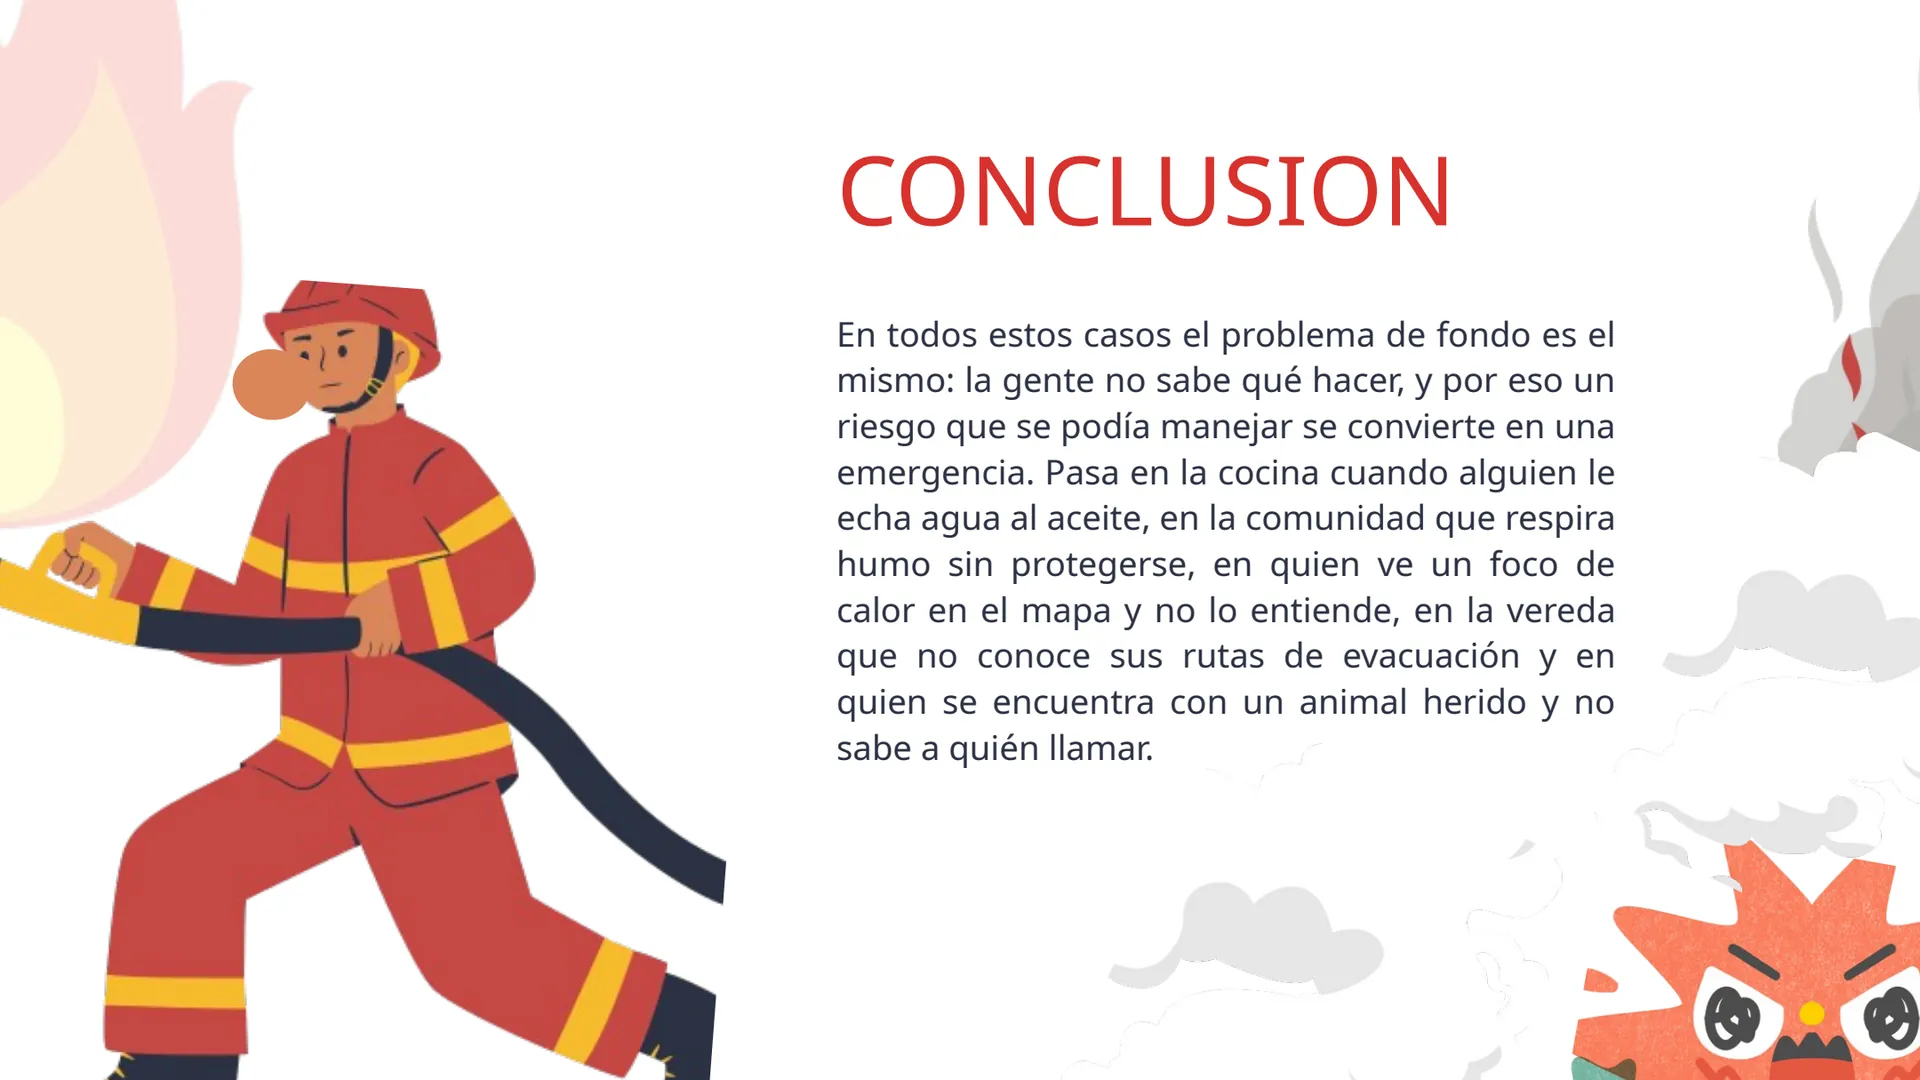 CONCLUSION
En todos estos casos el problema de fondo es el
mismo: la gente no sabe qué hacer, y por eso un
riesgo que se podía manejar se convierte en una
emergencia. Pasa en la cocina cuando alguien le
echa agua al aceite, en la comunidad que respira
humo sin protegerse, en quien ve un foco de
calor en el mapa y no lo entiende, en la vereda
que no conoce sus rutas de evacuación y en
quien se encuentra con un animal herido y no
sabe a quién llamar.